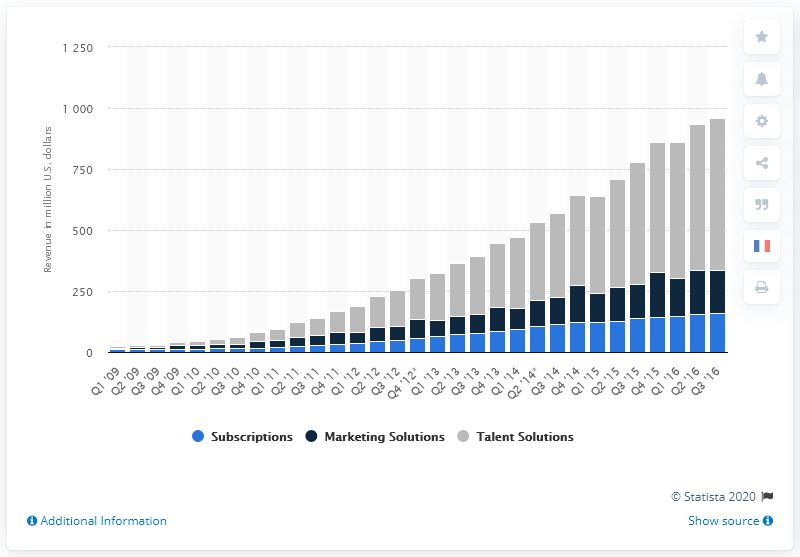 1 250
1 000
750
500
250
0
Revenue in million U.S. dollars
Q1 '09
Q2 '09
Q3 '09
Q4 '09
Q1 '10
Q2 '10
Q3 '10
Q4 '10
Q1 '11
Q2 '11
Q3 '11
Q4 '11
Q1 '12
Q2 '12
Q3 '12
Q4 '12*
Q1 '13
Q2 '13
Q3 '13
Q4 '13
Q1 '14
Q2 '14*
Q3 '14
Q4 '14
Q1 '15
Q2 '15
Q3 '15
Q4 '15
Q1 '16
Q2 '16
Q3 '16
Subscriptions Marketing Solutions Talent Solutions
© Statista 2020
Additional Information
Show source